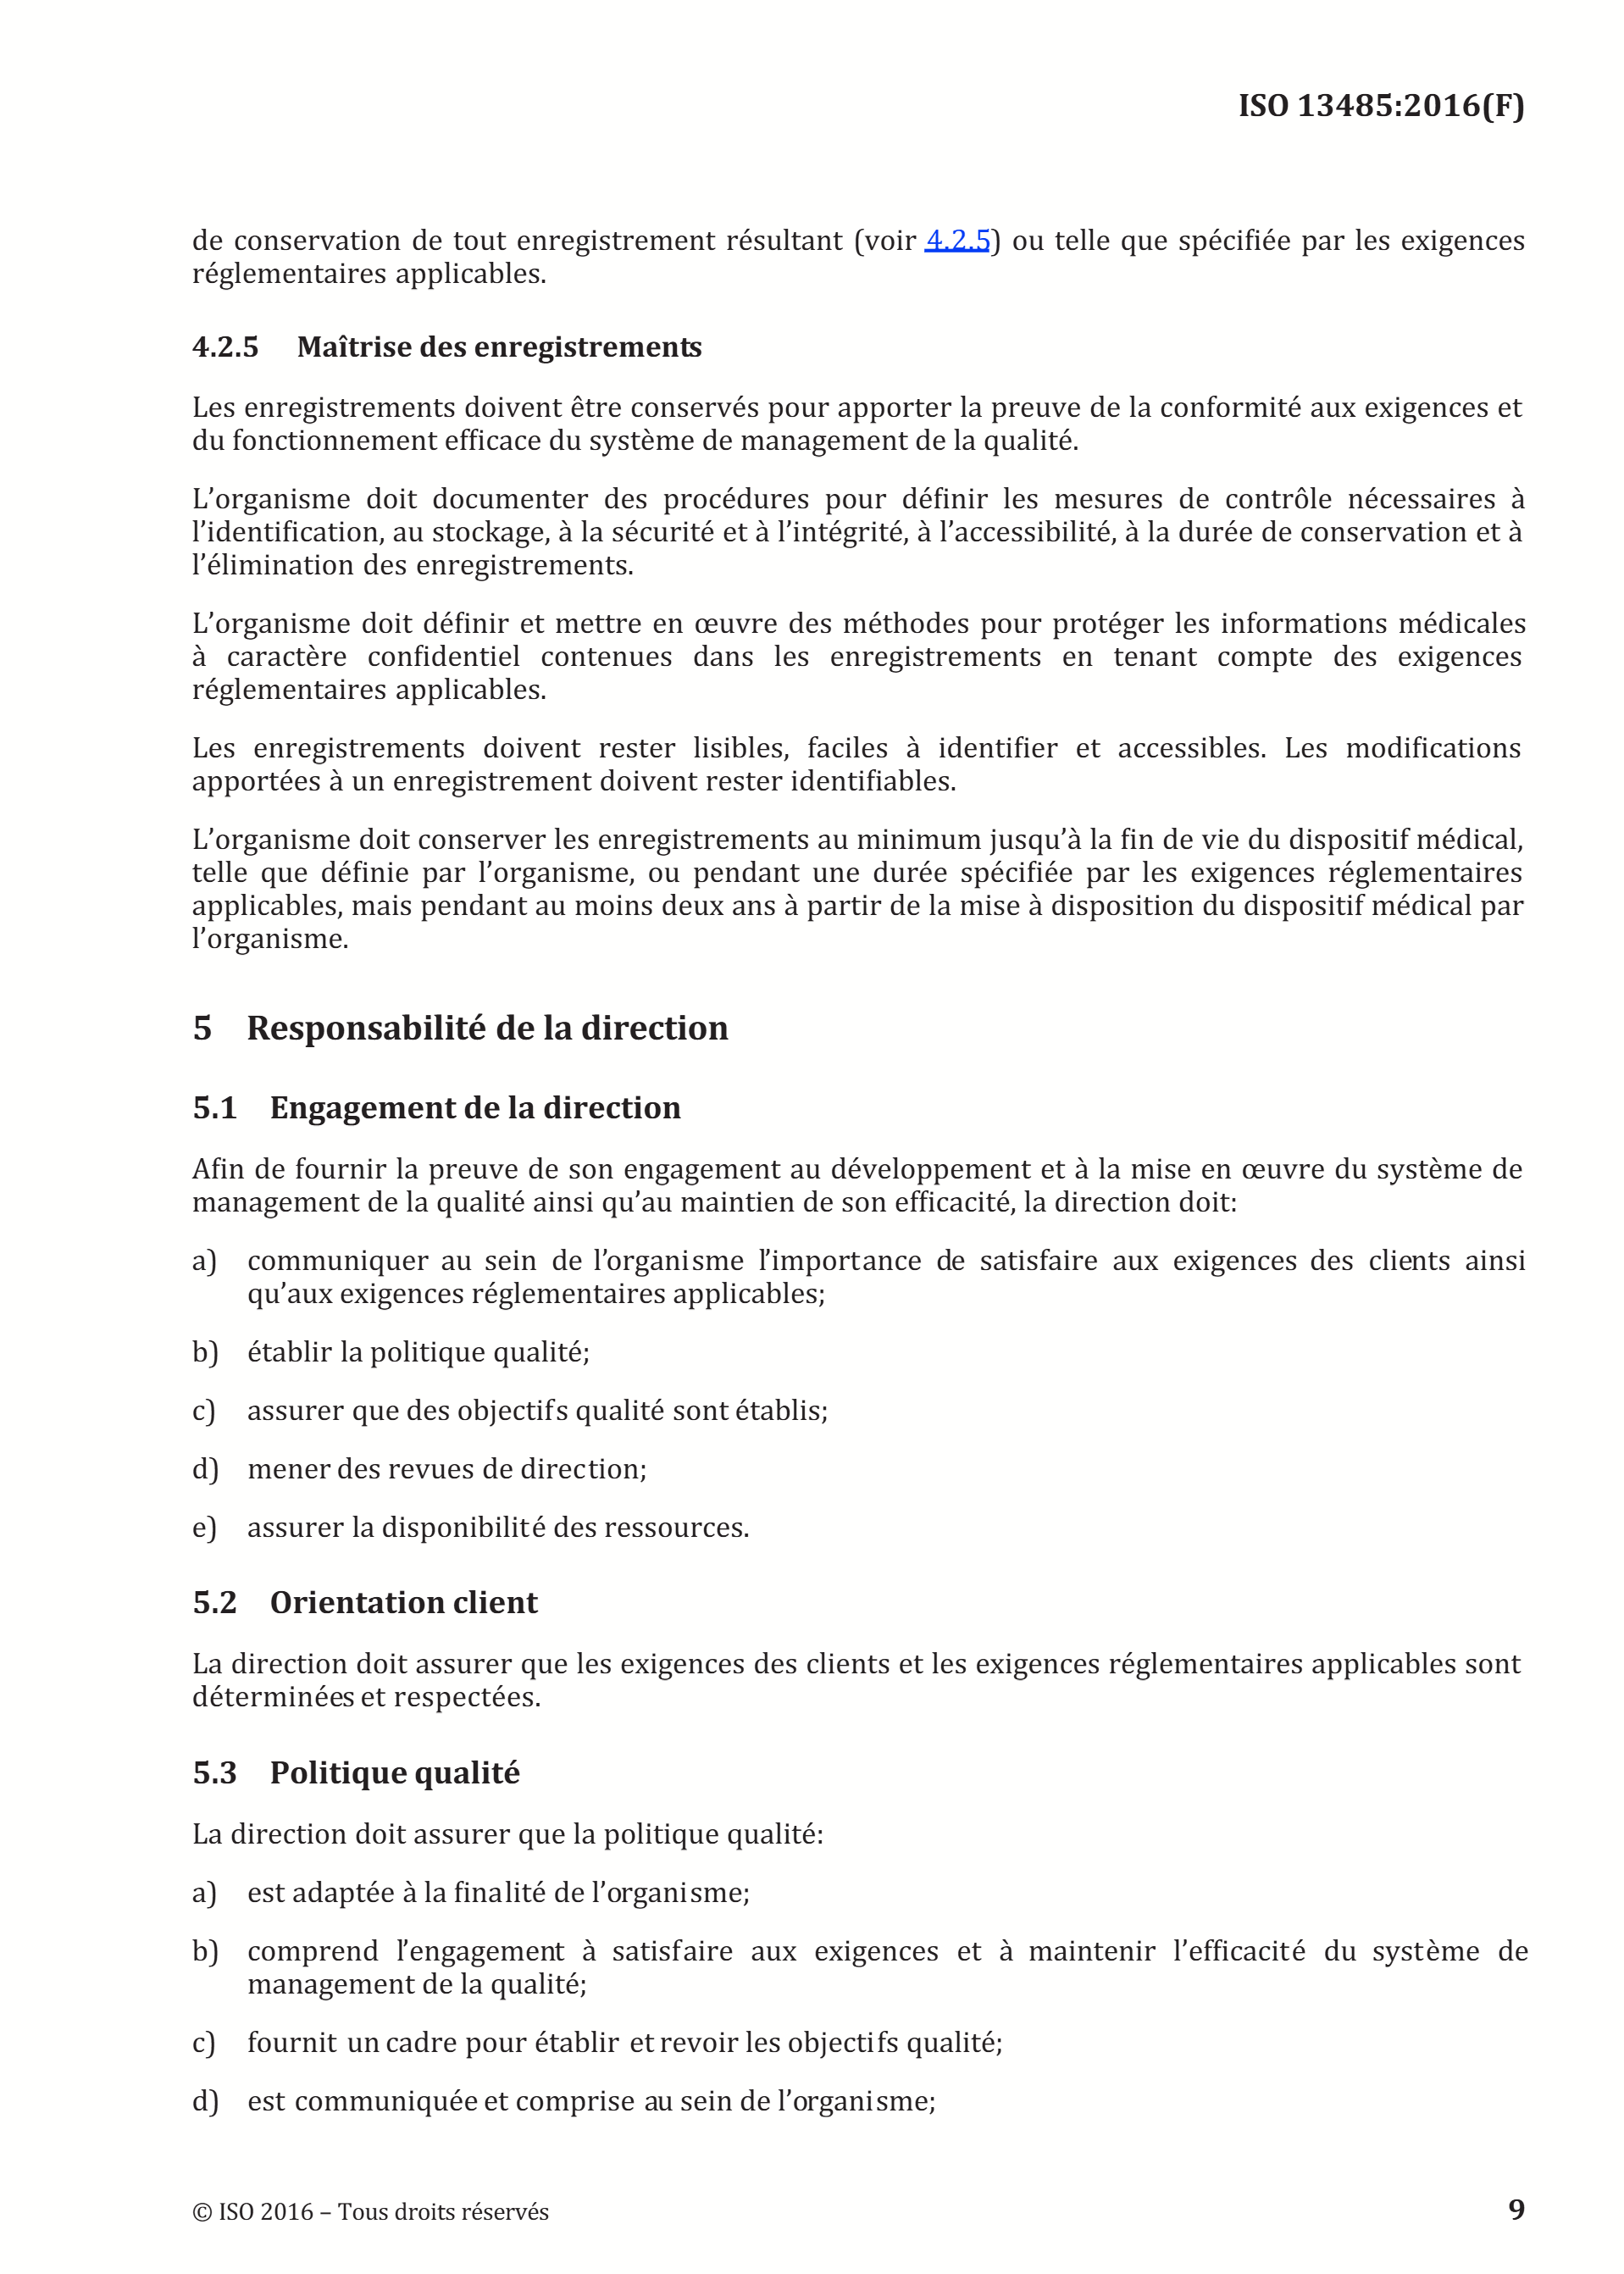 ISO 13485:2016(F)
de conservation de tout enregistrement résultant (voir 4.2.5) ou telle que spécifiée par les exigences
réglementaires applicables.
4.2.5 Maîtrise des enregistrements
Les enregistrements doivent être conservés pour apporter la preuve de la conformité aux exigences et
du fonctionnement efficace du système de management de la qualité.
L’organisme doit documenter des procédures pour définir les mesures de contrôle nécessaires à
l’identification, au stockage, à la sécurité et à l’intégrité, à l’accessibilité, à la durée de conservation et à
l’élimination des enregistrements.
L’organisme doit définir et mettre en œuvre des méthodes pour protéger les informations médicales
à caractère confidentiel contenues dans les enregistrements en tenant compte des exigences
réglementaires applicables.
Les enregistrements doivent rester lisibles, faciles à identifier et accessibles. Les modifications
apportées à un enregistrement doivent rester identifiables.
L’organisme doit conserver les enregistrements au minimum jusqu’à la fin de vie du dispositif médical,
telle que définie par l’organisme, ou pendant une durée spécifiée par les exigences réglementaires
applicables, mais pendant au moins deux ans à partir de la mise à disposition du dispositif médical par
l’organisme.
5 Responsabilité de la direction
5.1 Engagement de la direction
Afin de fournir la preuve de son engagement au développement et à la mise en œuvre du système de
management de la qualité ainsi qu’au maintien de son efficacité, la direction doit:
a) communiquer au sein de l’organisme l’importance de satisfaire aux exigences des clients ainsi
qu’aux exigences réglementaires applicables;
b) établir la politique qualité;
c) assurer que des objectifs qualité sont établis;
d) mener des revues de direction;
e) assurer la disponibilité des ressources.
5.2 Orientation client
La direction doit assurer que les exigences des clients et les exigences réglementaires applicables sont
déterminées et respectées.
5.3 Politique qualité
La direction doit assurer que la politique qualité:
a) est adaptée à la finalité de l’organisme;
b) comprend l’engagement à satisfaire aux exigences et à maintenir l’efficacité du système de
management de la qualité;
c) fournit un cadre pour établir et revoir les objectifs qualité;
d) est communiquée et comprise au sein de l’organisme;
© ISO 2016 – Tous droits réservés 9